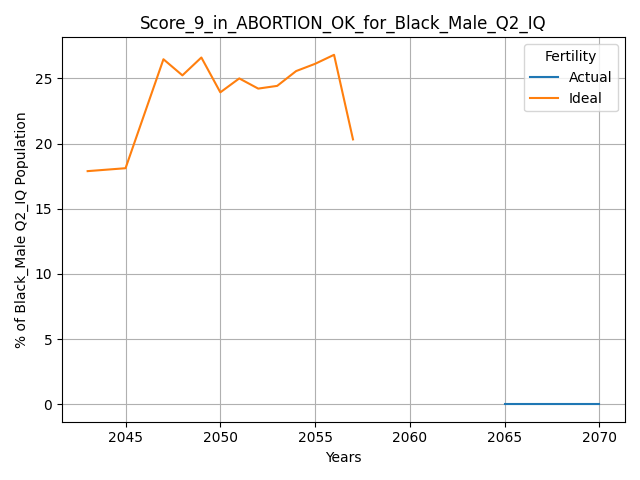 Score_9_in_ABORTION_OK_for_Black_Male_Q2_IQ
Fertility
Actual
Ideal
% of Black_Male Q2_IQ Population
25
20
15
10
5
0
2045 2050 2055 2060 2065 2070
Years